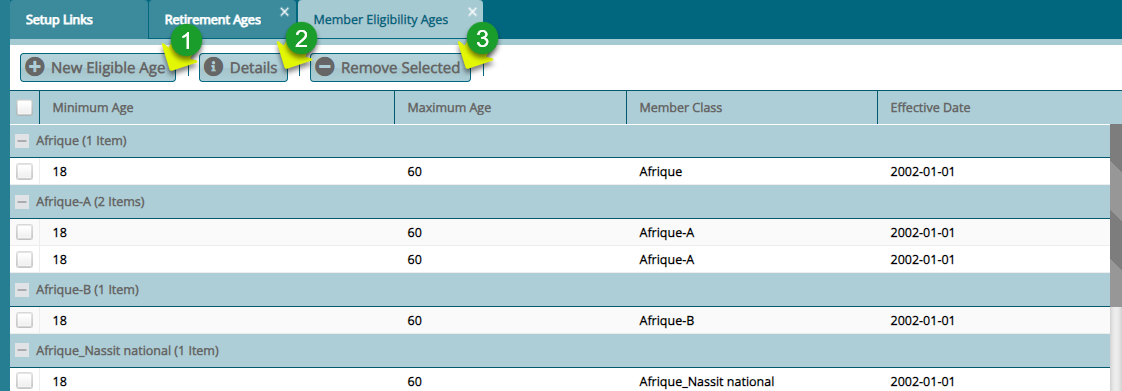 Setup Links Retirement Ages × Member Eligibility Ages ×
1 2 3
New Eligible Age Details Remove Selected
Minimum Age Maximum Age Member Class Effective Date
Afrique (1 Item)
18 60 Afrique 2002-01-01
Afrique-A (2 Items)
18 60 Afrique-A 2002-01-01
18 60 Afrique-A 2002-01-01
Afrique-B (1 Item)
18 60 Afrique-B 2002-01-01
Afrique_Nassit national (1 Item)
18 60 Afrique_Nassit national 2002-01-01